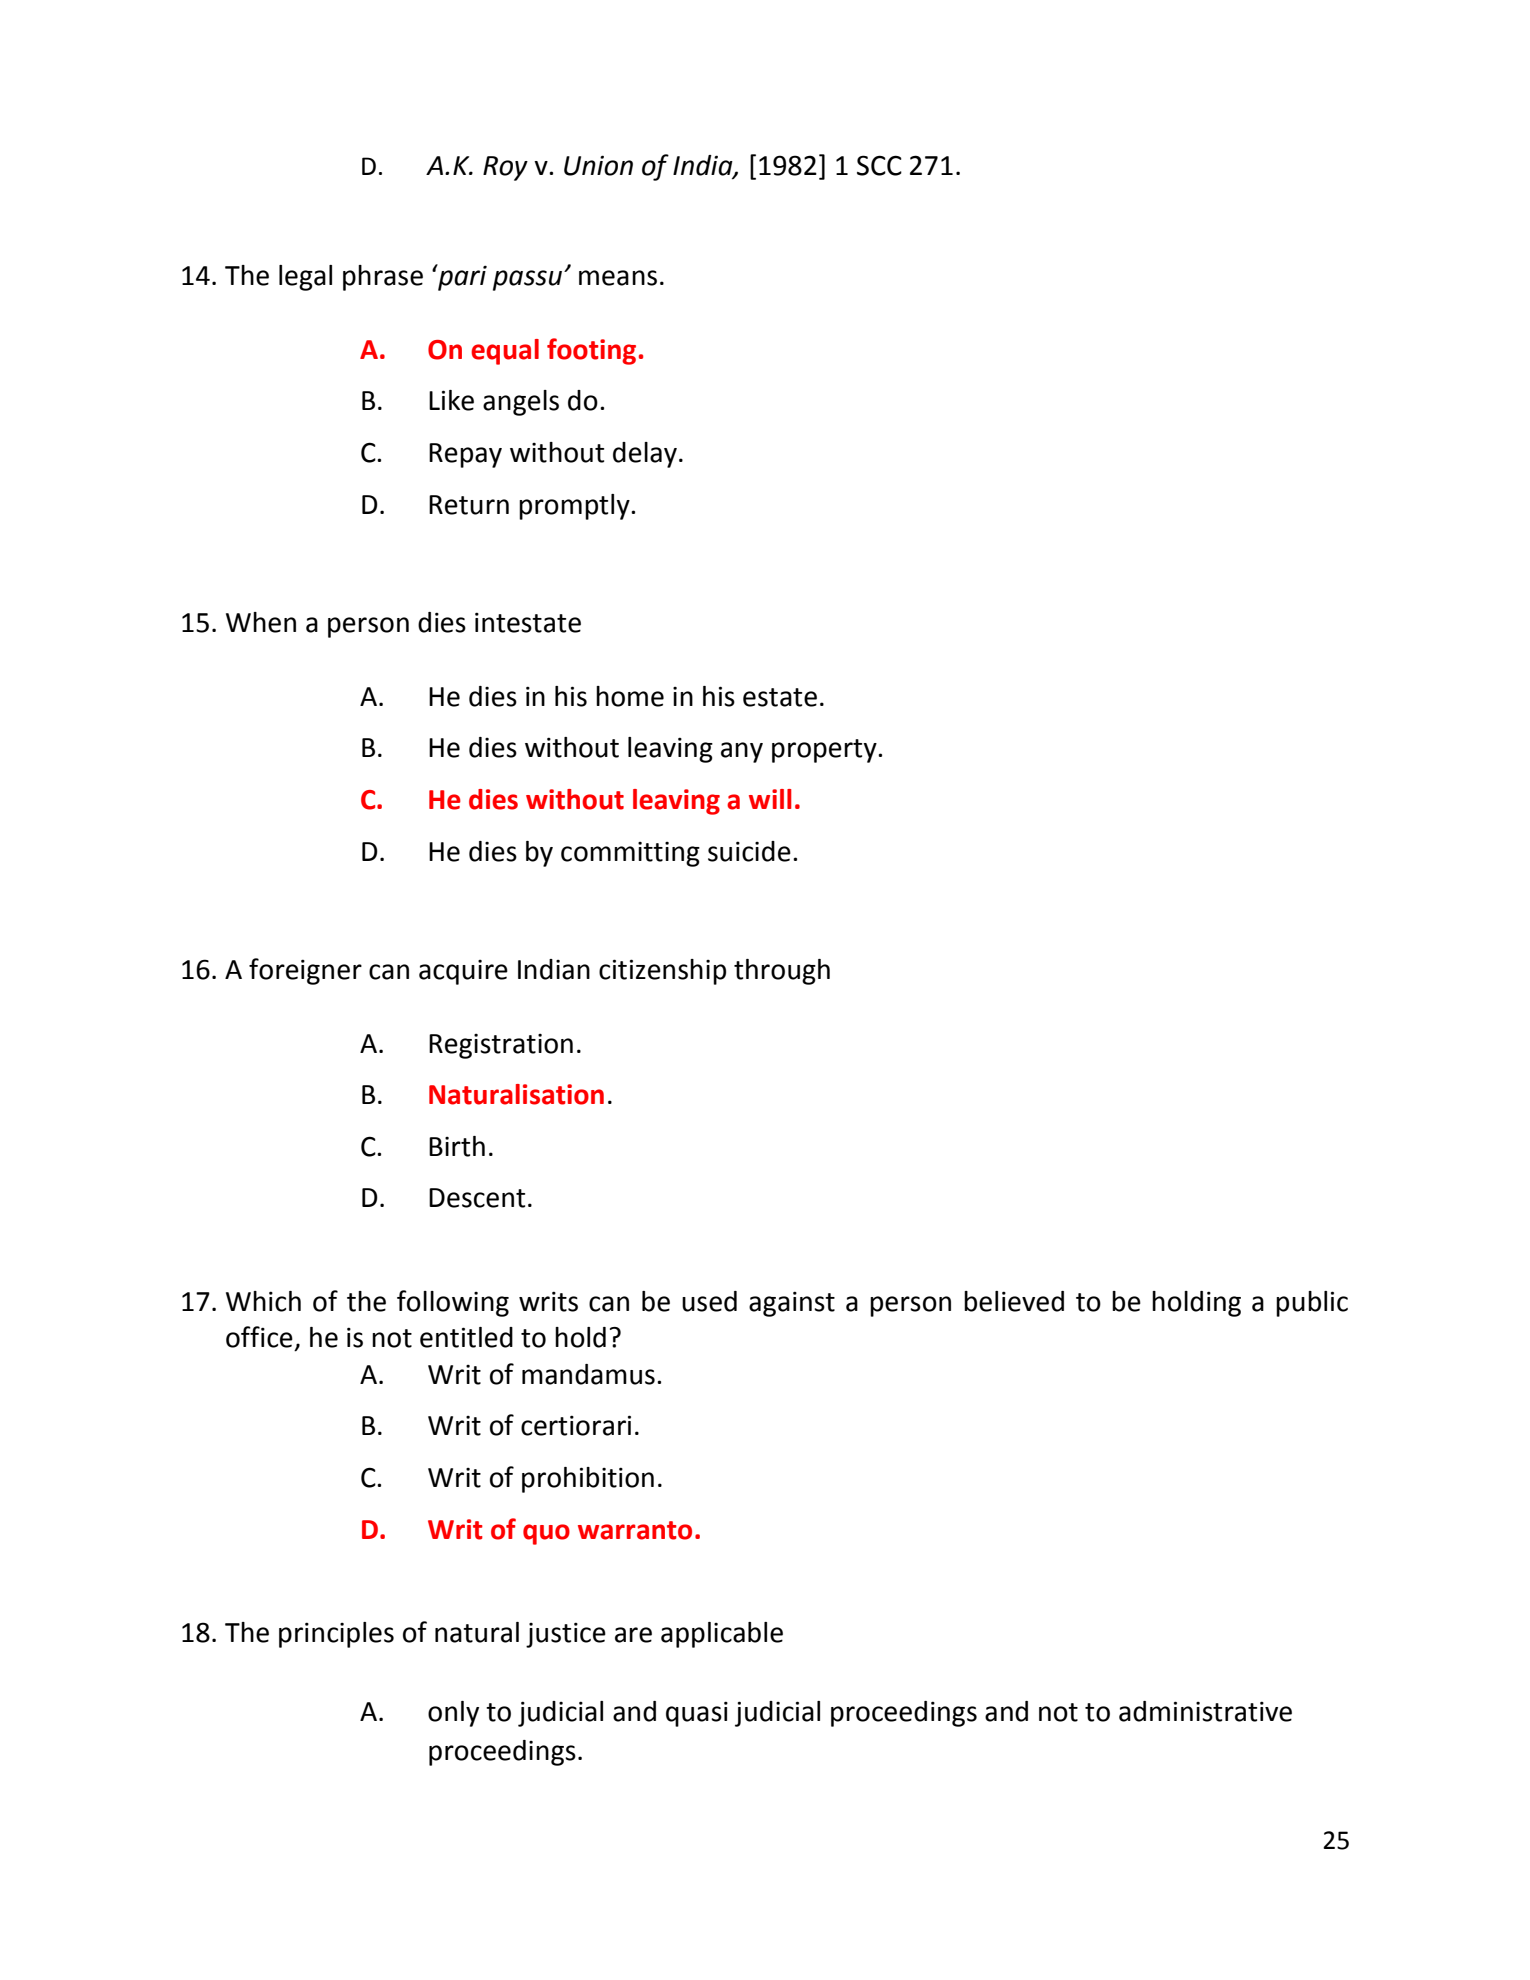 D. A.K. Roy v. Union of India, [1982] 1 SCC 271.
14. The legal phrase ‘pari passu’ means.
A. On equal footing.
B. Like angels do.
C. Repay without delay.
D. Return promptly.
15. When a person dies intestate
A. He dies in his home in his estate.
B. He dies without leaving any property.
C. He dies without leaving a will.
D. He dies by committing suicide.
16. A foreigner can acquire Indian citizenship through
A. Registration.
B. Naturalisation.
C. Birth.
D. Descent.
17. Which of the following writs can be used against a person believed to be holding a public
office, he is not entitled to hold?
A. Writ of mandamus.
B. Writ of certiorari.
C. Writ of prohibition.
D. Writ of quo warranto.
18. The principles of natural justice are applicable
A. only to judicial and quasi judicial proceedings and not to administrative
proceedings.
25